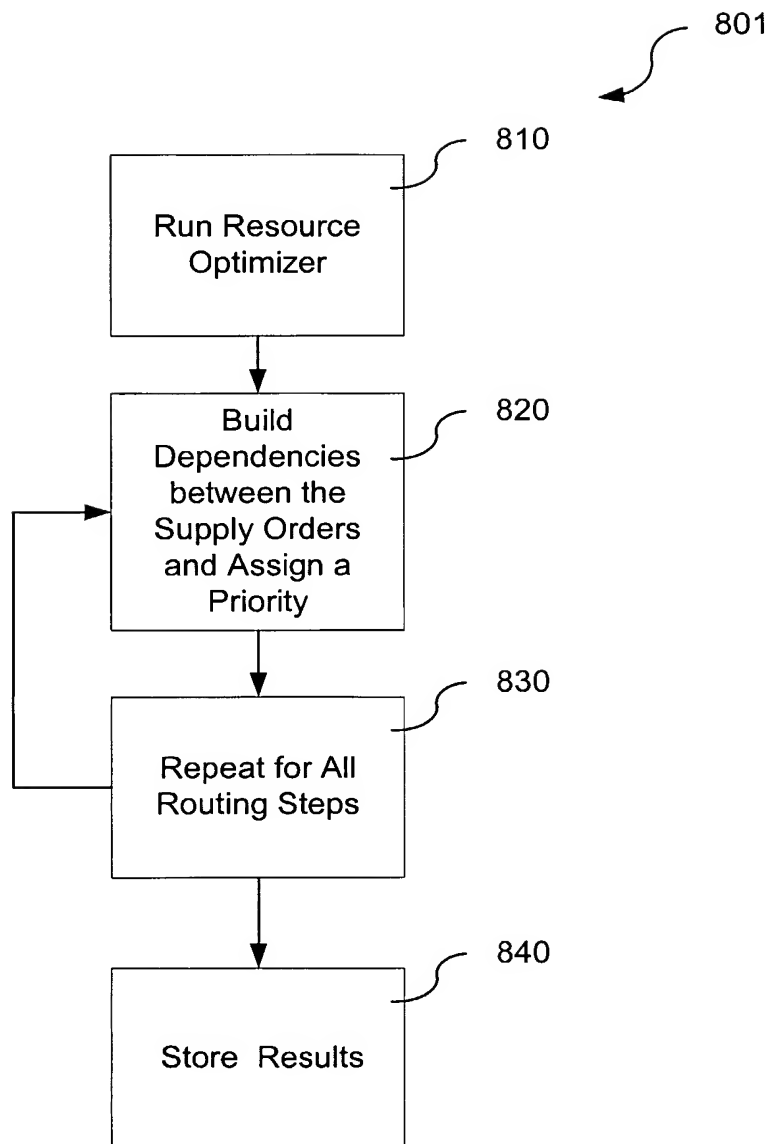 801
810
Run Resource
Optimizer
820
Build
Dependencies
between the
Supply Orders
and Assign a
Priority
830
Repeat for All
Routing Steps
840
Store Results